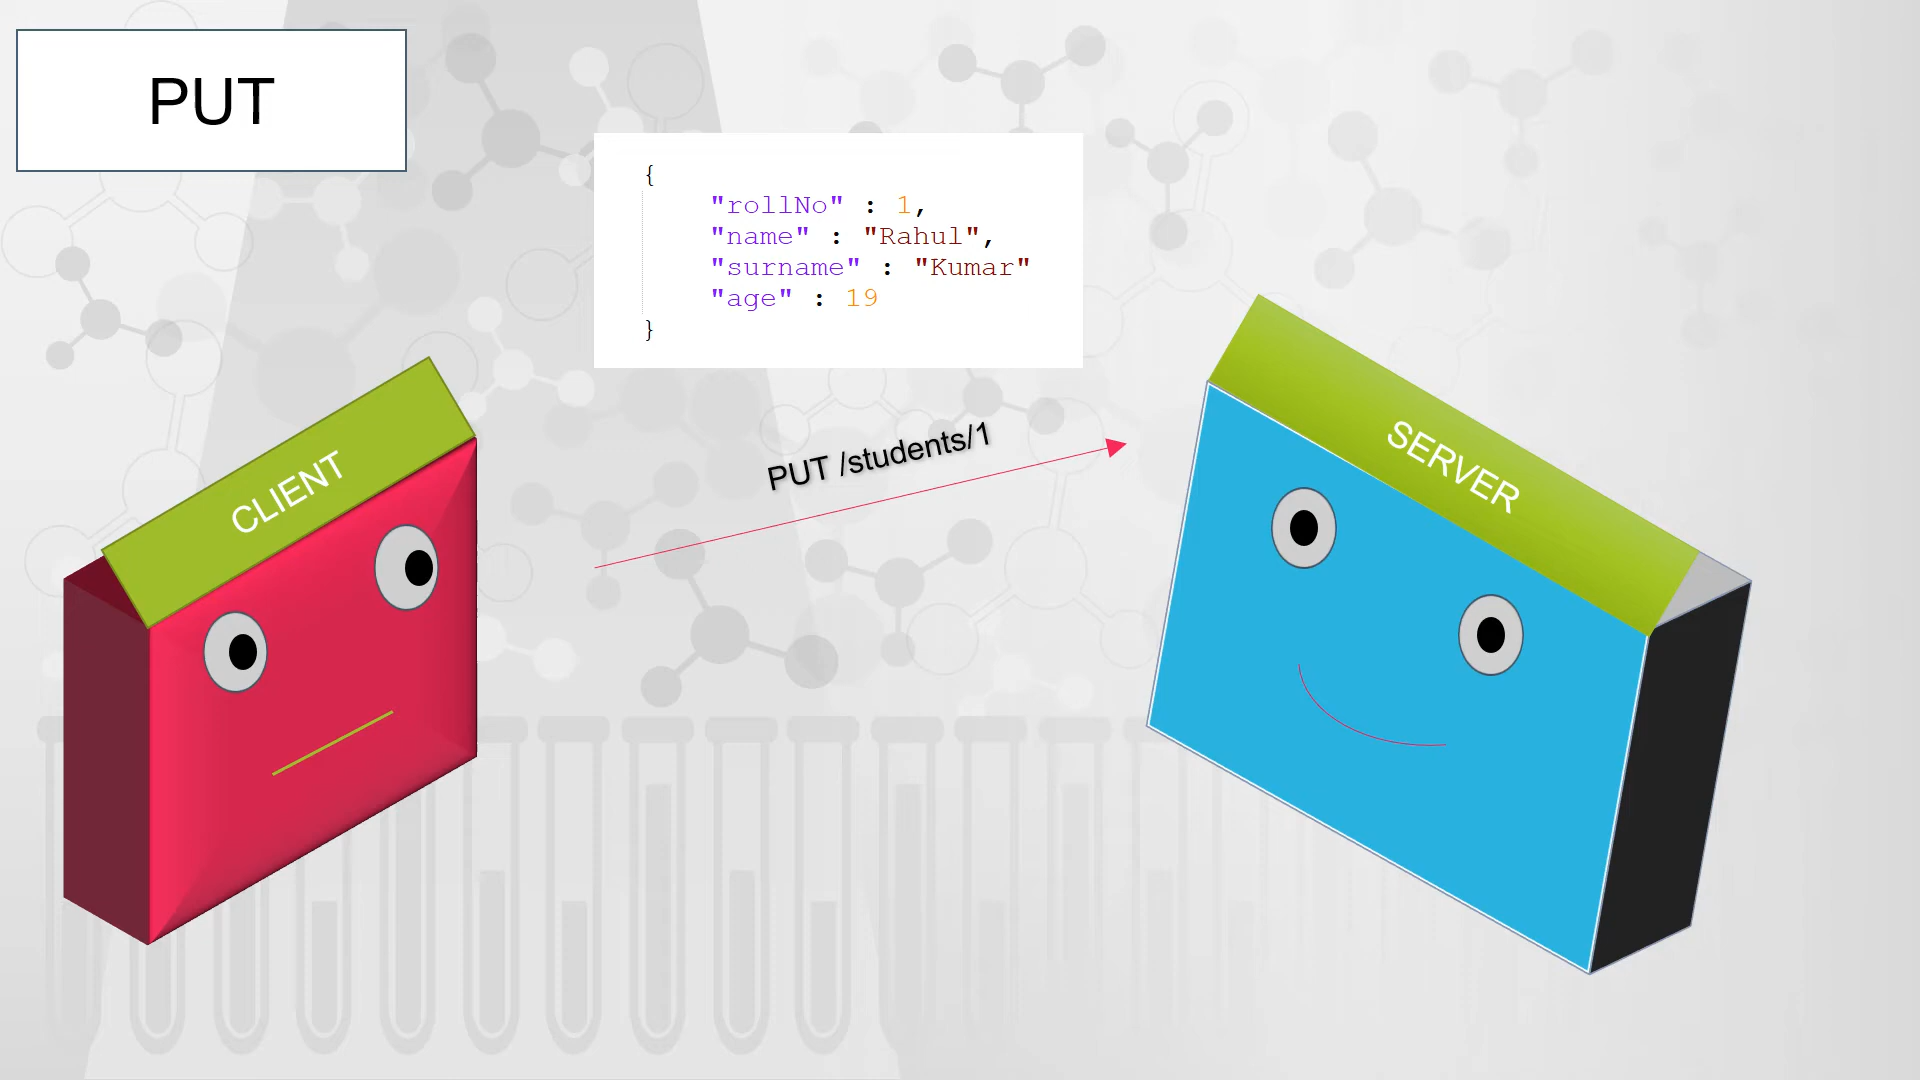 PUT
{
"rollNo" : 1,
"name" : "Rahul",
"surname" : "Kumar"
"age" : 19
}
PUT /students/1
CLIENT
SERVER